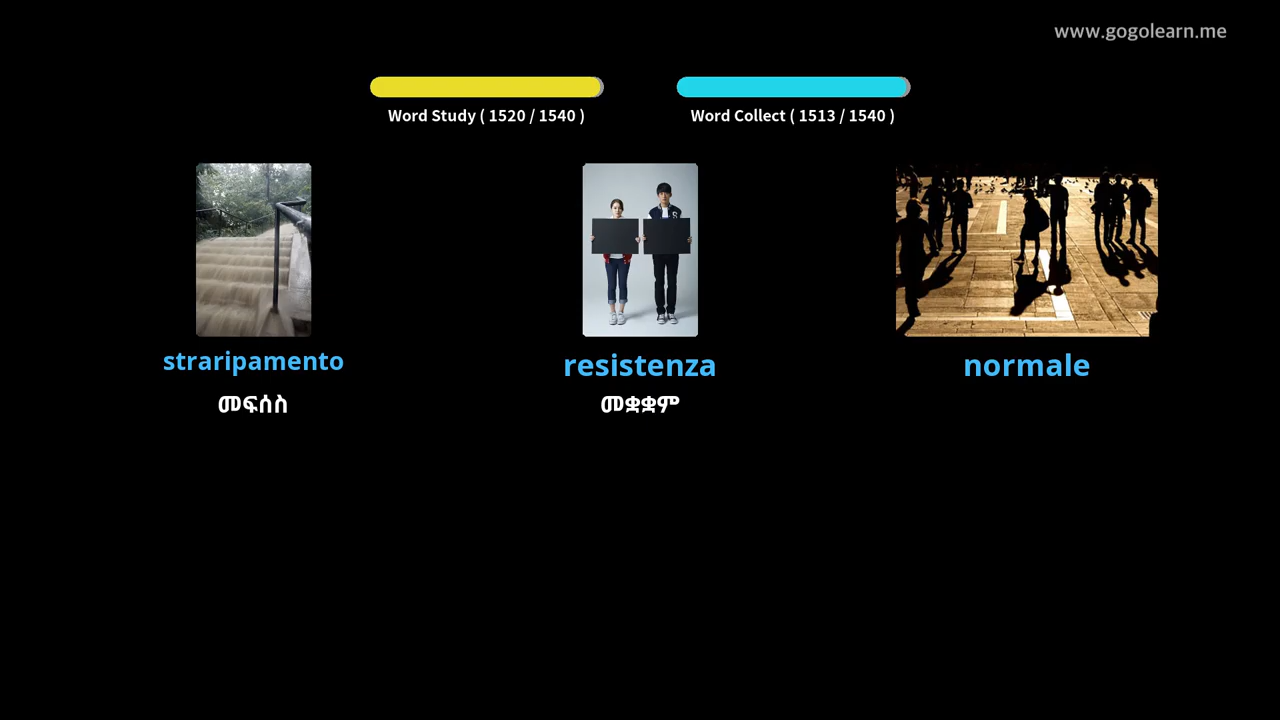 www.gogolearn.me
Word Study ( 1520 / 1540 )
Word Collect ( 1513 / 1540 )
straripamento
resistenza
normale
መፍሰስ
መቋቋም